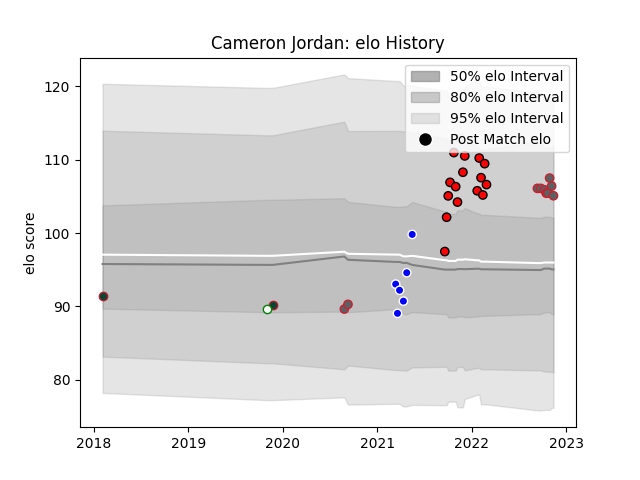 Cameron Jordan: elo History
50% elo Interval
80% elo Interval
95% elo Interval
Post Match elo
elo score
120
110
100
90
80
2018
2019
2020
2021
2022
2023